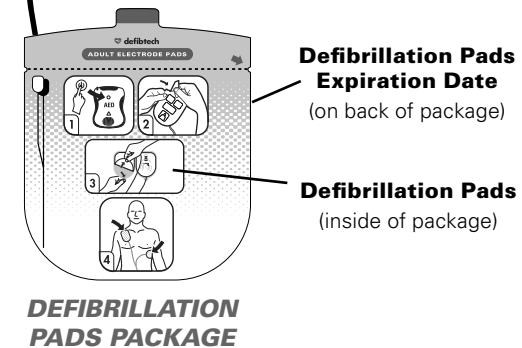 defibtech
ADULT ELECTRODE PADS
AED
1
2
3
4
Defibrillation Pads
Expiration Date
(on back of package)
Defibrillation Pads
(inside of package)
DEFIBRILLATION
PADS PACKAGE